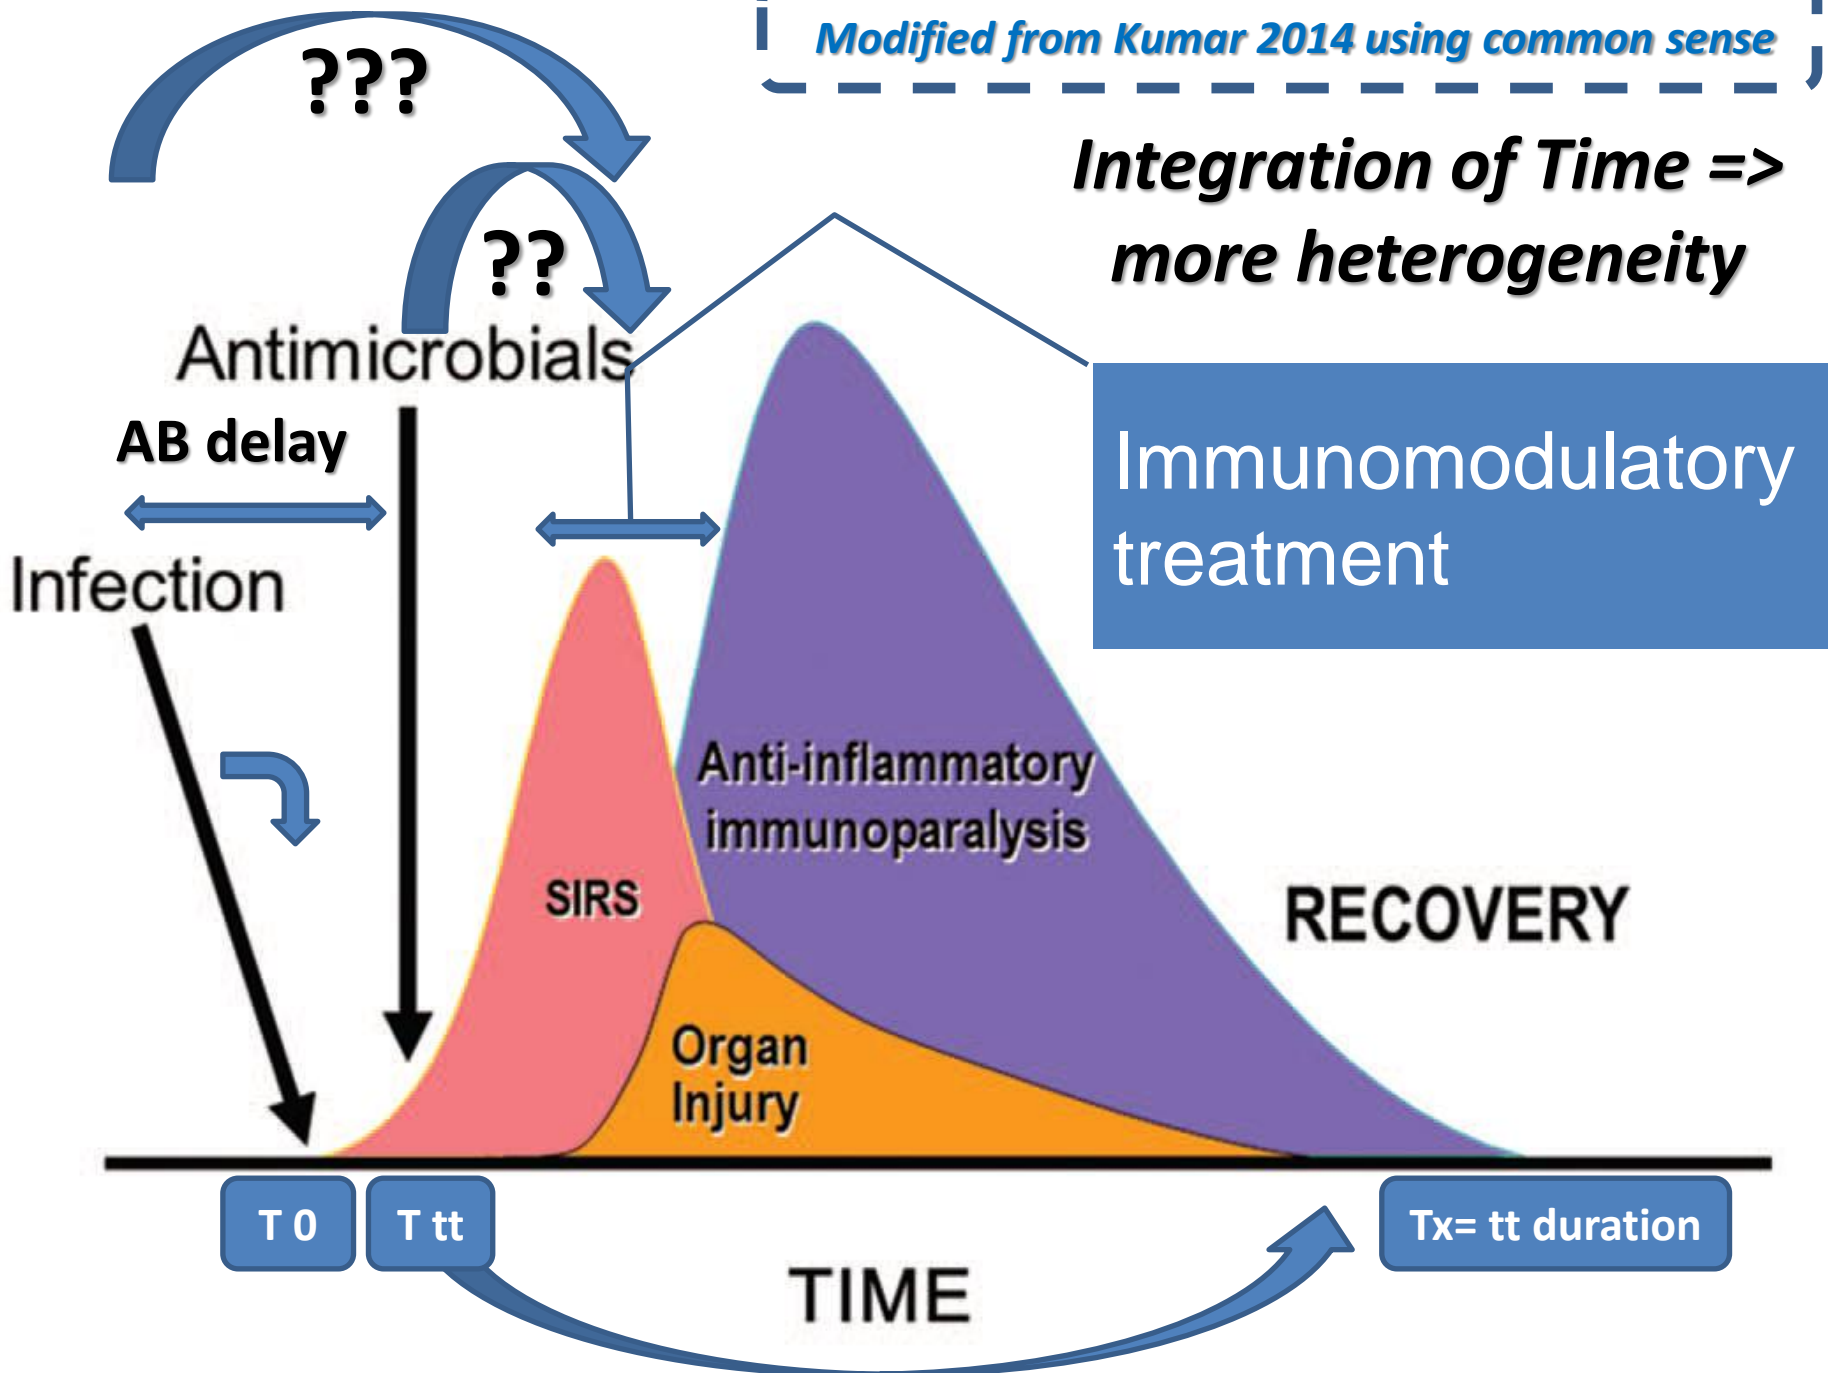 Modified from Kumar 2014 using common sense
???
Integration of Time =>
more heterogeneity
??
Antimicrobials
AB delay
Immunomodulatory
treatment
Infection
Anti-inflammatory
immunoparalysis
SIRS
RECOVERY
Organ
Injury
T 0
T tt
Tx= tt duration
TIME